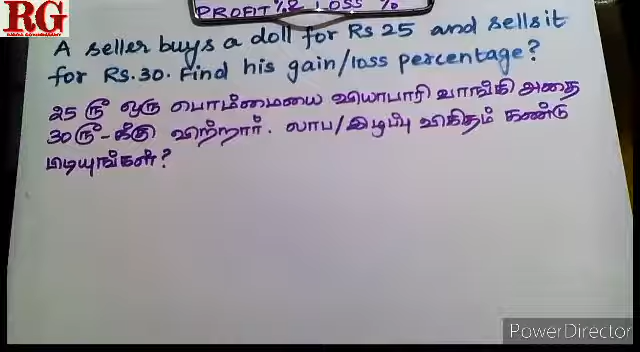 RG
PROFIT % & LOSS %
A seller buys a doll for Rs 25 and sells it
for Rs.30. Find his gain/loss percentage?
25 ரூ ஒரு பொம்மையை வியாபாரி வாங்கி அதை
30 ரூ-க்கு விற்றார். லாப/இழப்பு விகிதம் கண்டு
பிடியுங்கள்?
PowerDirector